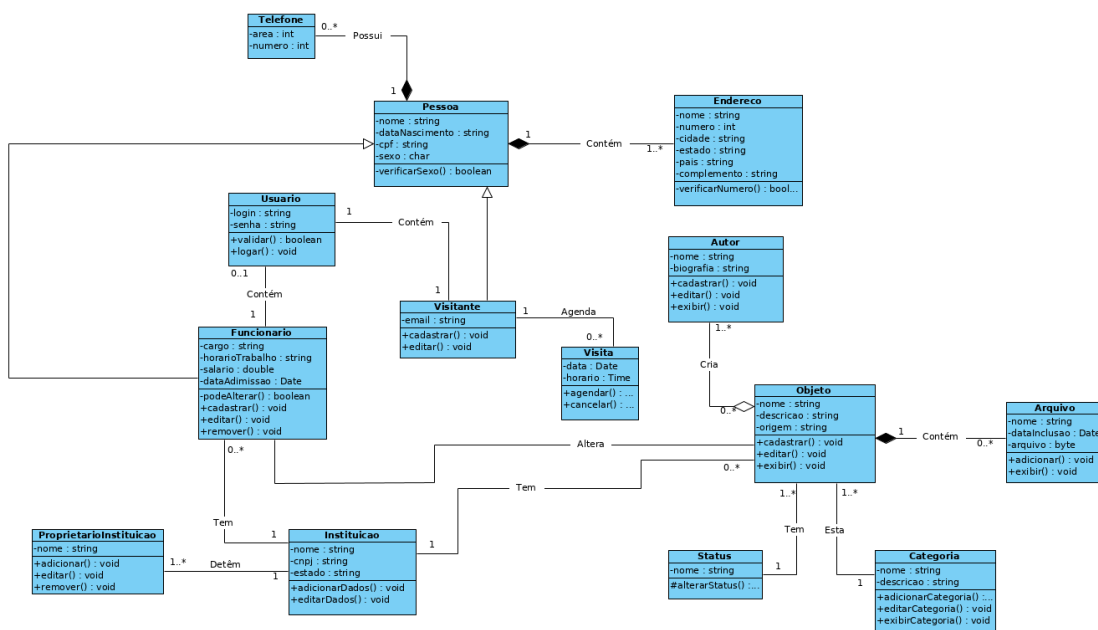 Telefone
-area : int
-numero : int
0..*
Possui
1
Pessoa
-nome : string
-dataNascimento : string
-cpf : string
-sexo : char
-verificarSexo() : boolean
1
Contém
1..*
Endereco
-nome : string
-numero : int
-cidade : string
-estado : string
-pais : string
-complemento : string
-verificarNumero() : bool...
Usuario
-login : string
-senha : string
+validar() : boolean
+logar() : void
1
Contém
1
0..1
Contém
1
Visitante
-email : string
+cadastrar() : void
+editar() : void
1
Agenda
0..*
Visita
-data : Date
-horario : Time
+agendar() : ...
+cancelar() : ...
Autor
-nome : string
-biografia : string
+cadastrar() : void
+editar() : void
+exibir() : void
1..*
Cria
0..*
Funcionario
-cargo : string
-horarioTrabalho : string
-salario : double
-dataAdimissao : Date
-podeAlterar() : boolean
+cadastrar() : void
+editar() : void
+remover() : void
0..*
Altera
Objeto
-nome : string
-descricao : string
-origem : string
+cadastrar() : void
+editar() : void
+exibir() : void
1
Contém
0..*
Arquivo
-nome : string
-dataInclusao : Date
-arquivo : byte
+adicionar() : void
+exibir() : void
0..*
Tem
1
Tem
1
ProprietarioInstituicao
-nome : string
+adicionar() : void
+editar() : void
+remover() : void
1..*
Detêm
1
Instituicao
-nome : string
-cnpj : string
-estado : string
+adicionarDados() : void
+editarDados() : void
1..*
Tem
1
1..*
Esta
1
Status
-nome : string
#alterarStatus() :...
Categoria
-nome : string
-descricao : string
+adicionarCategoria() :...
+editarCategoria() : void
+exibirCategoria() : void